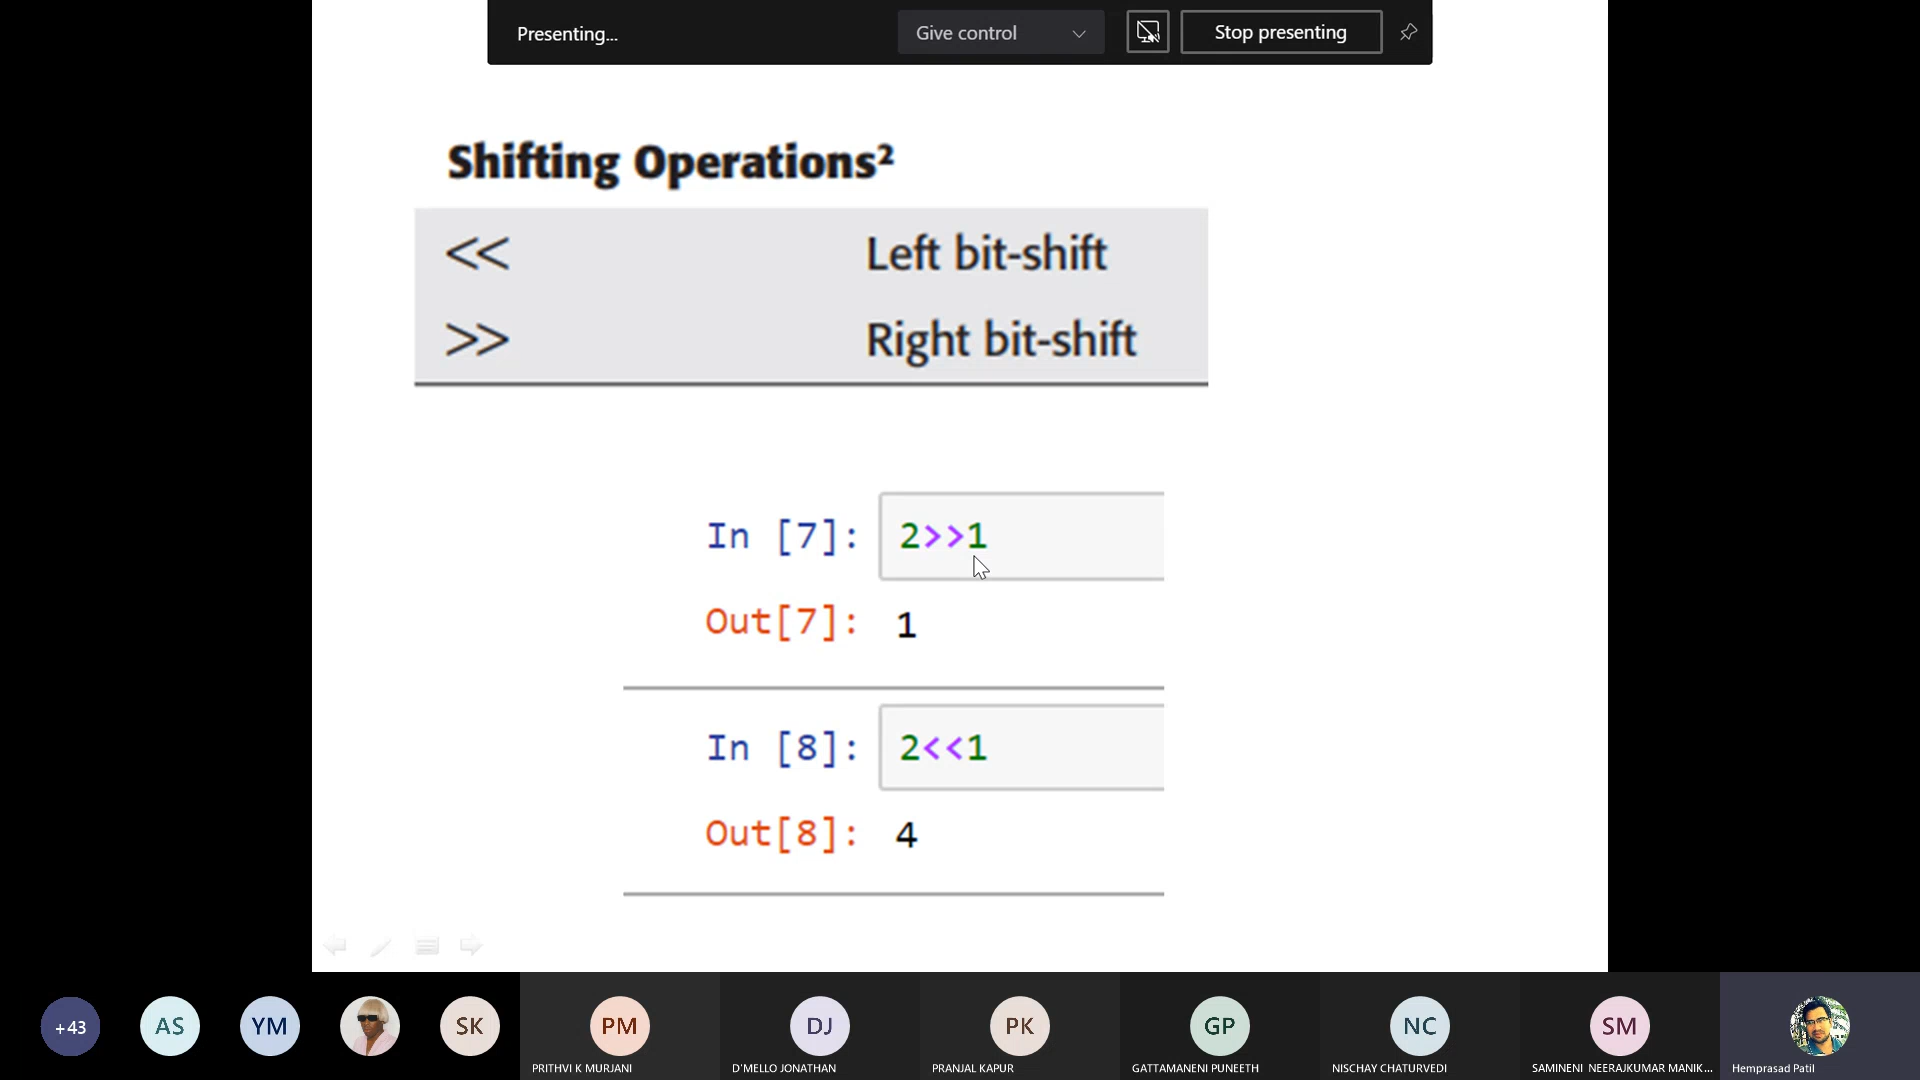 Presenting...
Give control
Stop presenting
Shifting Operations²
<< Left bit-shift
>> Right bit-shift
In [7]: 2>>1
Out[7]: 1
In [8]: 2<<1
Out[8]: 4
+43
AS
YM
SK
PM
DJ
PK
GP
NC
SM
PRITHVI K MURJANI
D'MELLO JONATHAN
PRANJAL KAPUR
GATTAMANENI PUNEETH
NISCHAY CHATURVEDI
SAMINENI NEERAJKUMAR MANIK...
Hemprasad Patil